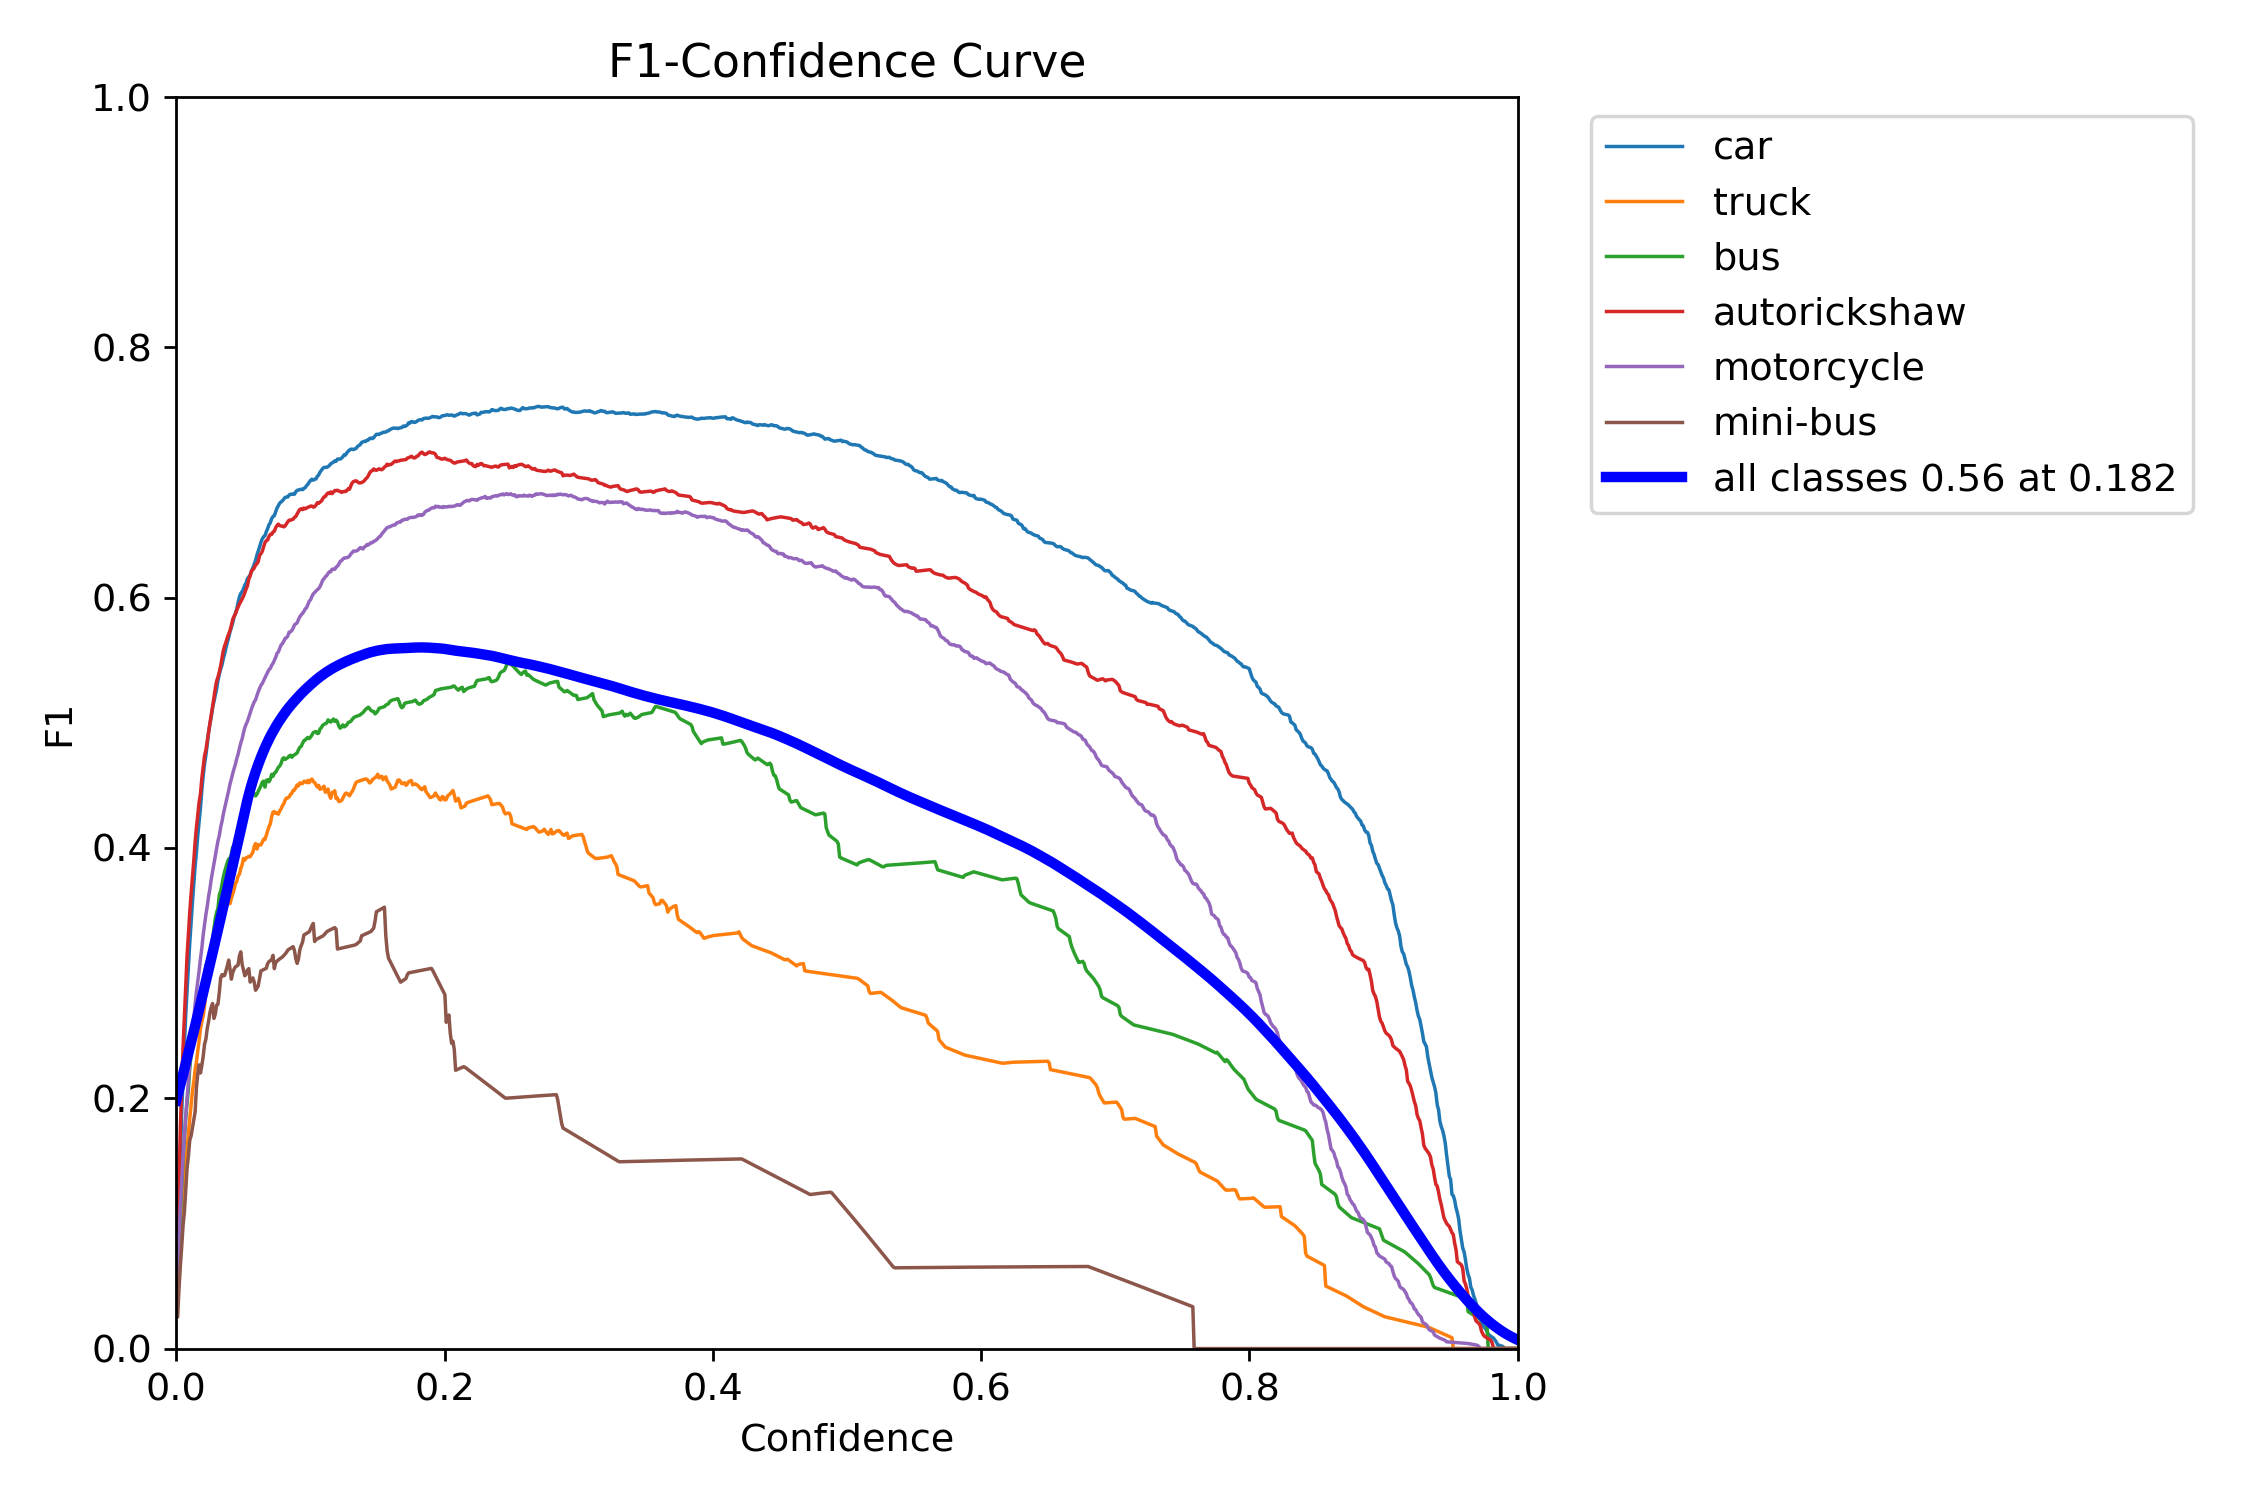 F1-Confidence Curve
1.0
0.8
0.6
0.4
0.2
0.0
F1
0.0 0.2 0.4 0.6 0.8 1.0
Confidence
car
truck
bus
autorickshaw
motorcycle
mini-bus
all classes 0.56 at 0.182